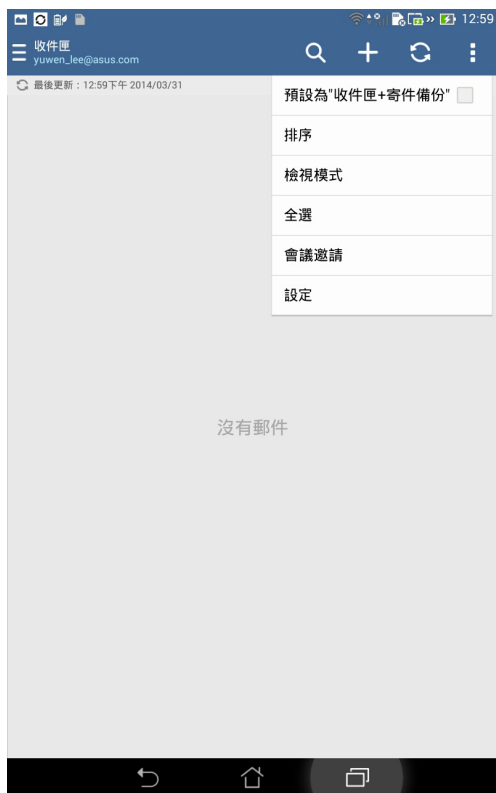 12:59
收件匣
yuwen_lee@asus.com
最後更新：12:59下午 2014/03/31
預設為"收件匣+寄件備份"
排序
檢視模式
全選
會議邀請
設定
沒有郵件